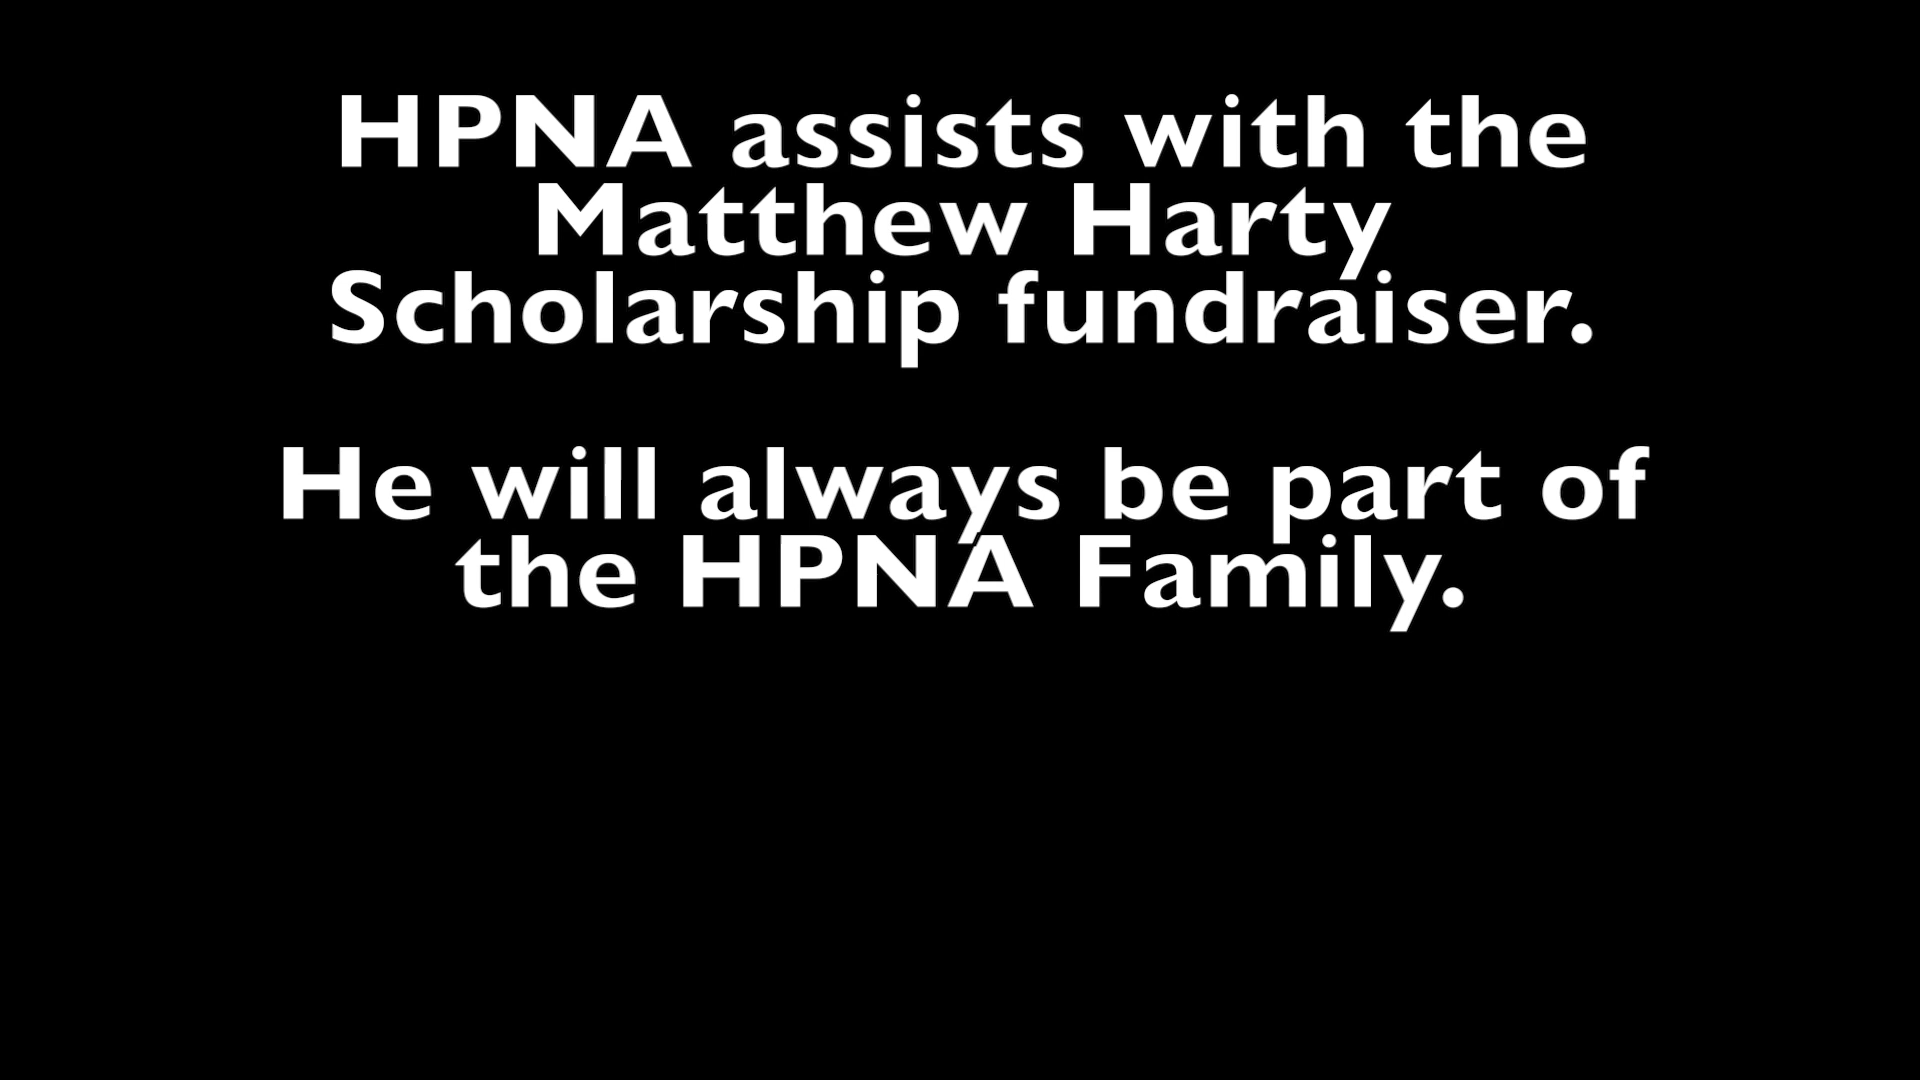 HPNA assists with the
Matthew Harty
Scholarship fundraiser.
He will always be part of
the HPNA Family.